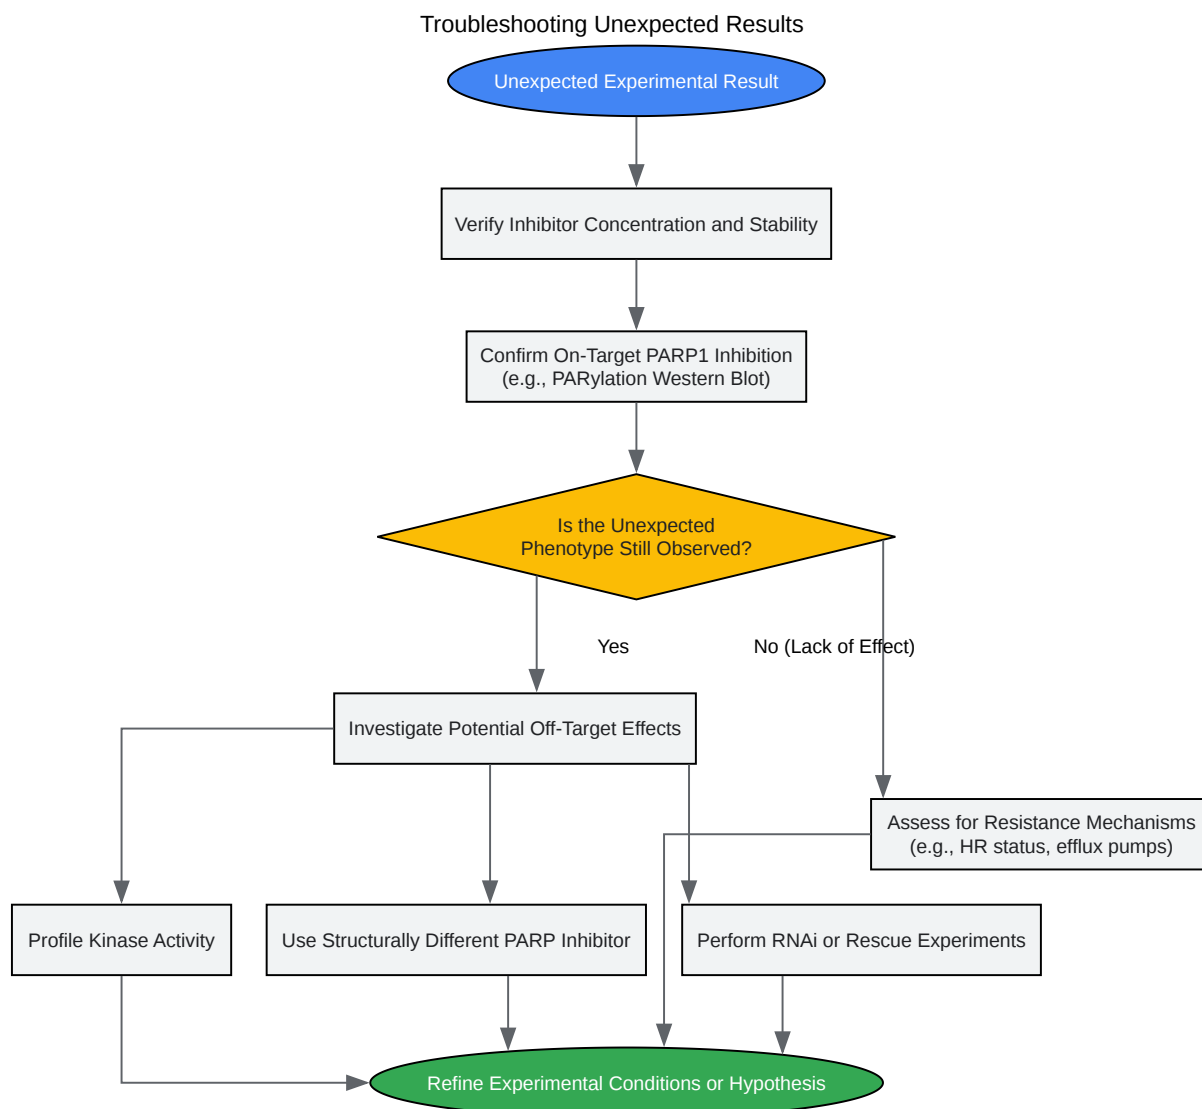 Troubleshooting Unexpected Results
Unexpected Experimental Result
Verify Inhibitor Concentration and Stability
Confirm On-Target PARP1 Inhibition
(e.g., PARylation Western Blot)
Is the Unexpected
Phenotype Still Observed?
Yes
No (Lack of Effect)
Investigate Potential Off-Target Effects
Assess for Resistance Mechanisms
(e.g., HR status, efflux pumps)
Profile Kinase Activity
Use Structurally Different PARP Inhibitor
Perform RNAi or Rescue Experiments
Refine Experimental Conditions or Hypothesis